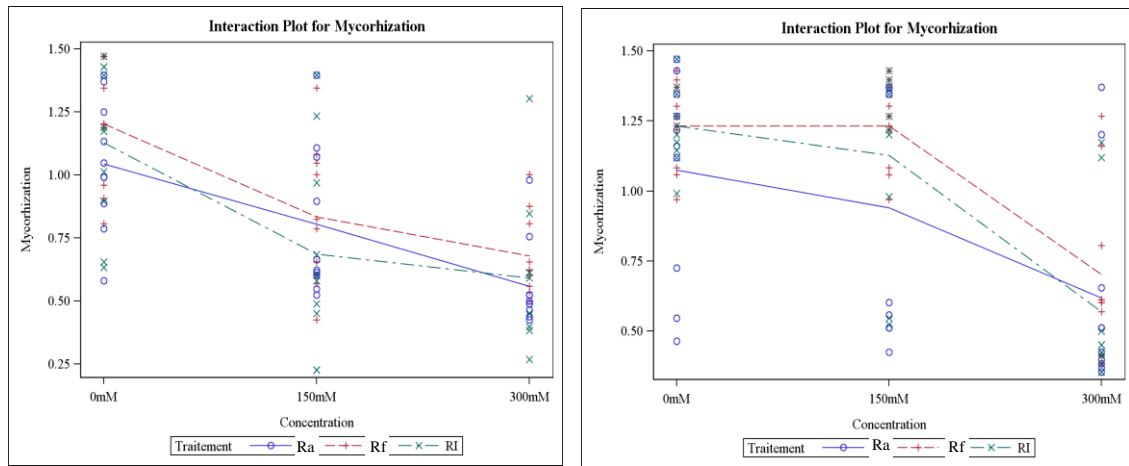 Interaction Plot for Mycorhization
1.50
1.25
1.00
0.75
0.50
0.25
Mycorhization
0mM
150mM
300mM
Concentration
Traitement Ra Rf RI
Interaction Plot for Mycorhization
1.50
1.25
1.00
0.75
0.50
Mycorhization
0mM
150mM
300mM
Concentration
Traitement Ra Rf RI